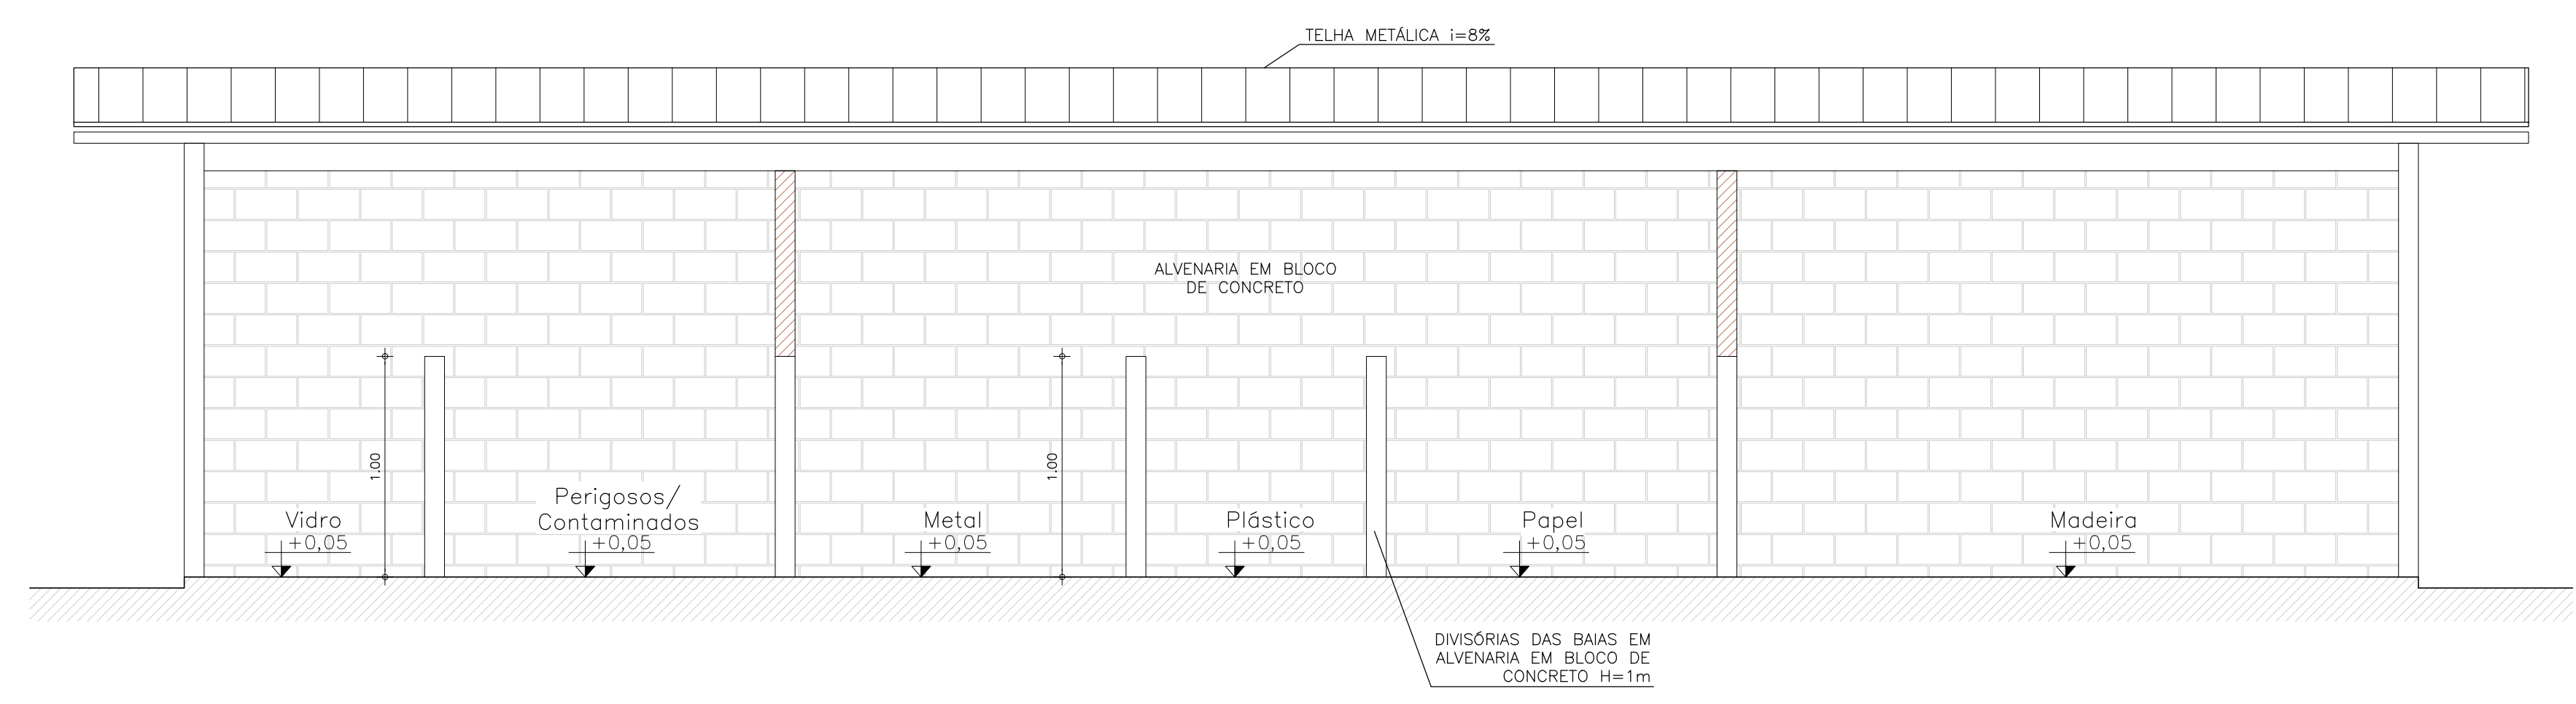 TELHA METÁLICA i=8%
ALVENARIA EM BLOCO
DE CONCRETO
1.00
1.00
Vidro
+0,05
Perigosos/
Contaminados
+0,05
Metal
+0,05
Plástico
+0,05
Papel
+0,05
Madeira
+0,05
DIVISÓRIAS DAS BAIAS EM
ALVENARIA EM BLOCO DE
CONCRETO H=1m